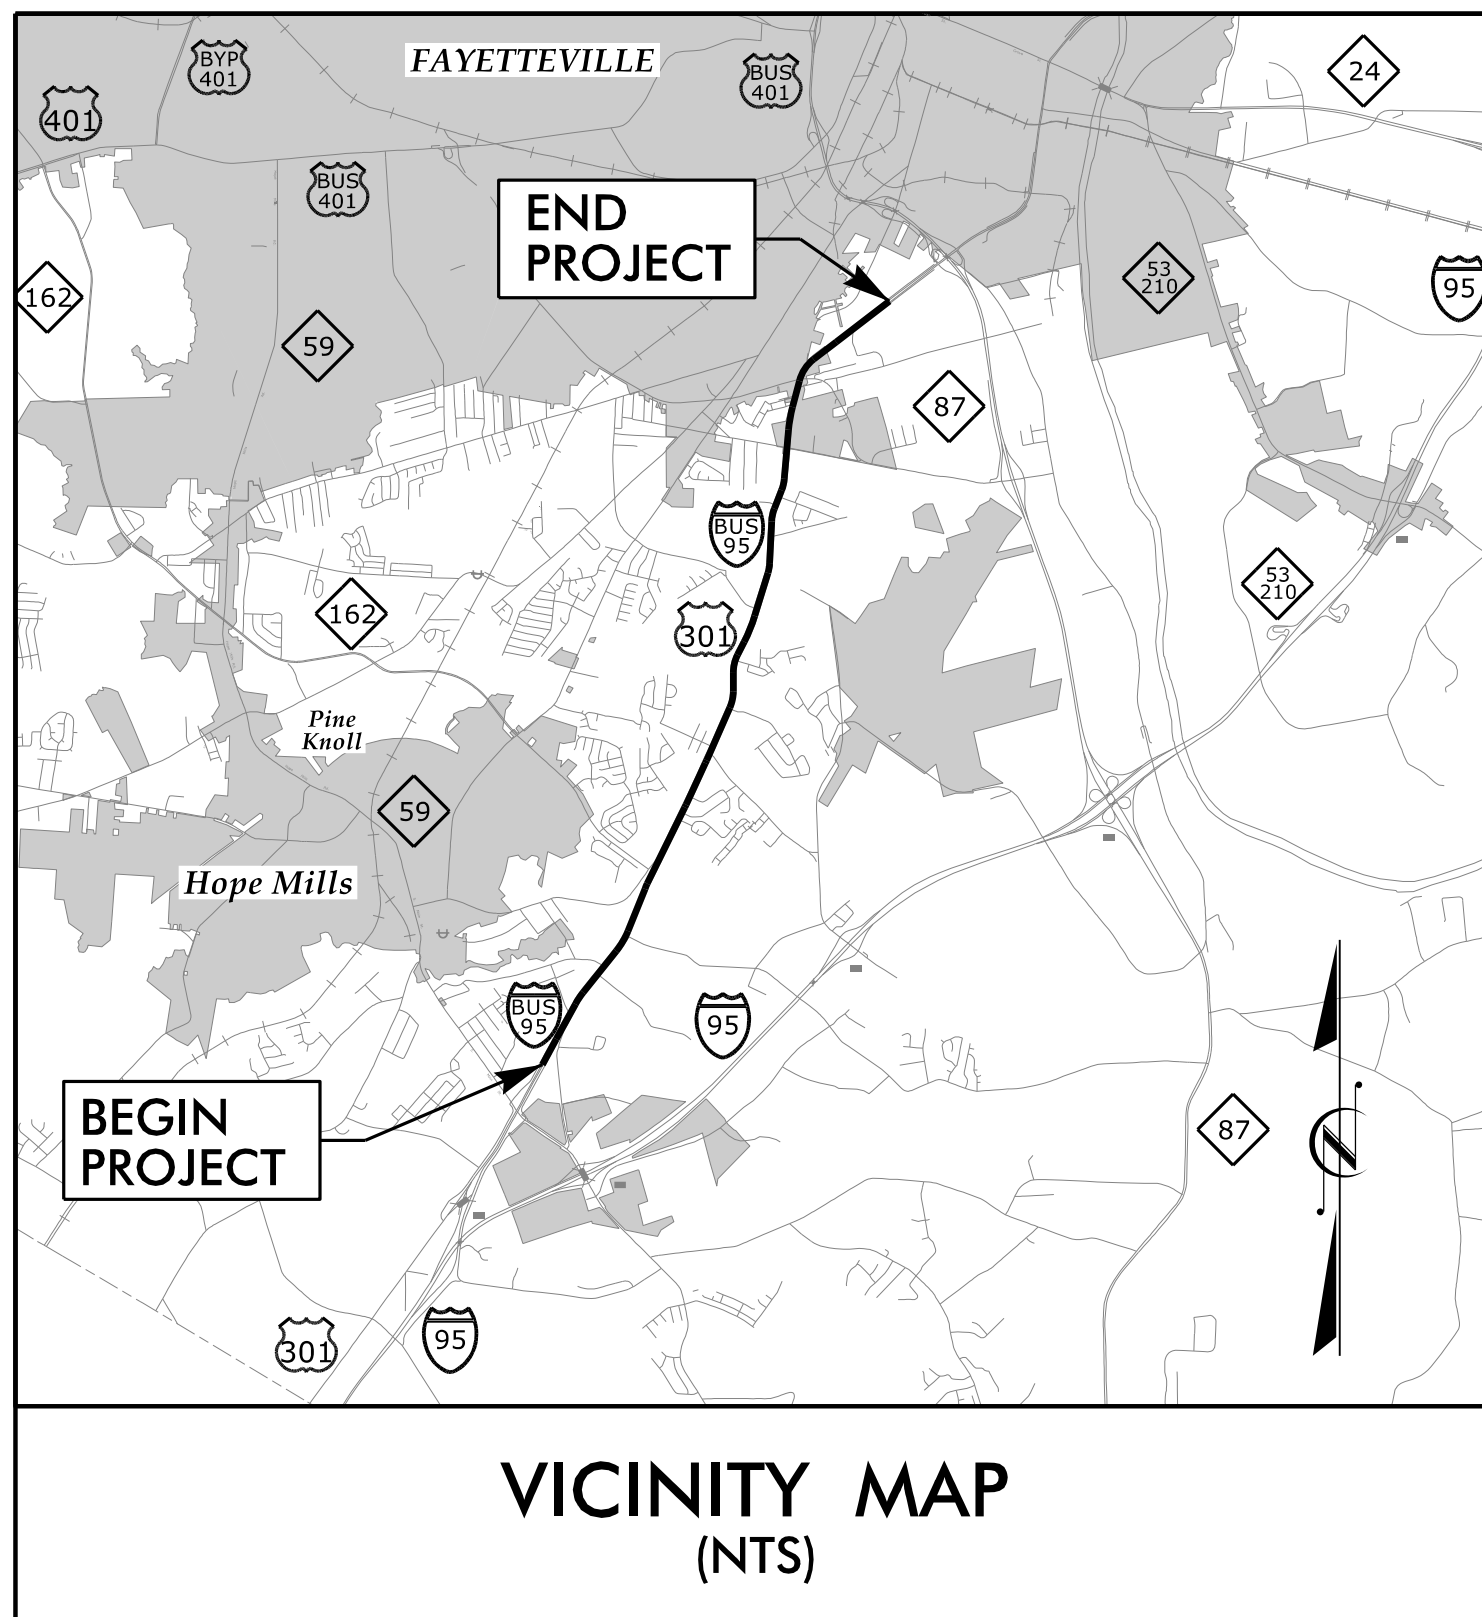 FAYETTEVILLE
BYP
401
BUS
401
24
401
BUS
401
END
PROJECT
162
53
210
95
59
87
BUS
95
53
210
162
301
Pine
Knoll
59
Hope Mills
BUS
95
95
BEGIN
PROJECT
87
N
301
95
VICINITY MAP
(NTS)